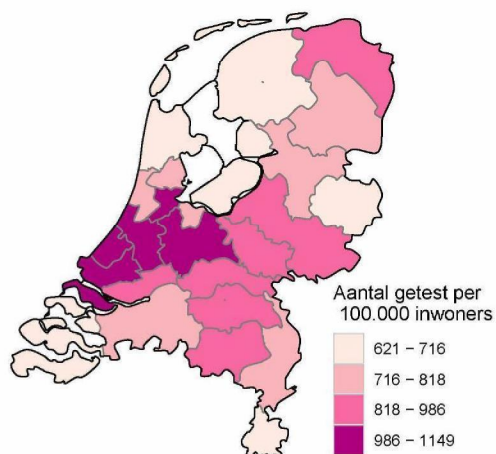 Aantal getest per
100.000 inwoners
621 – 716
716 – 818
818 – 986
986 – 1149